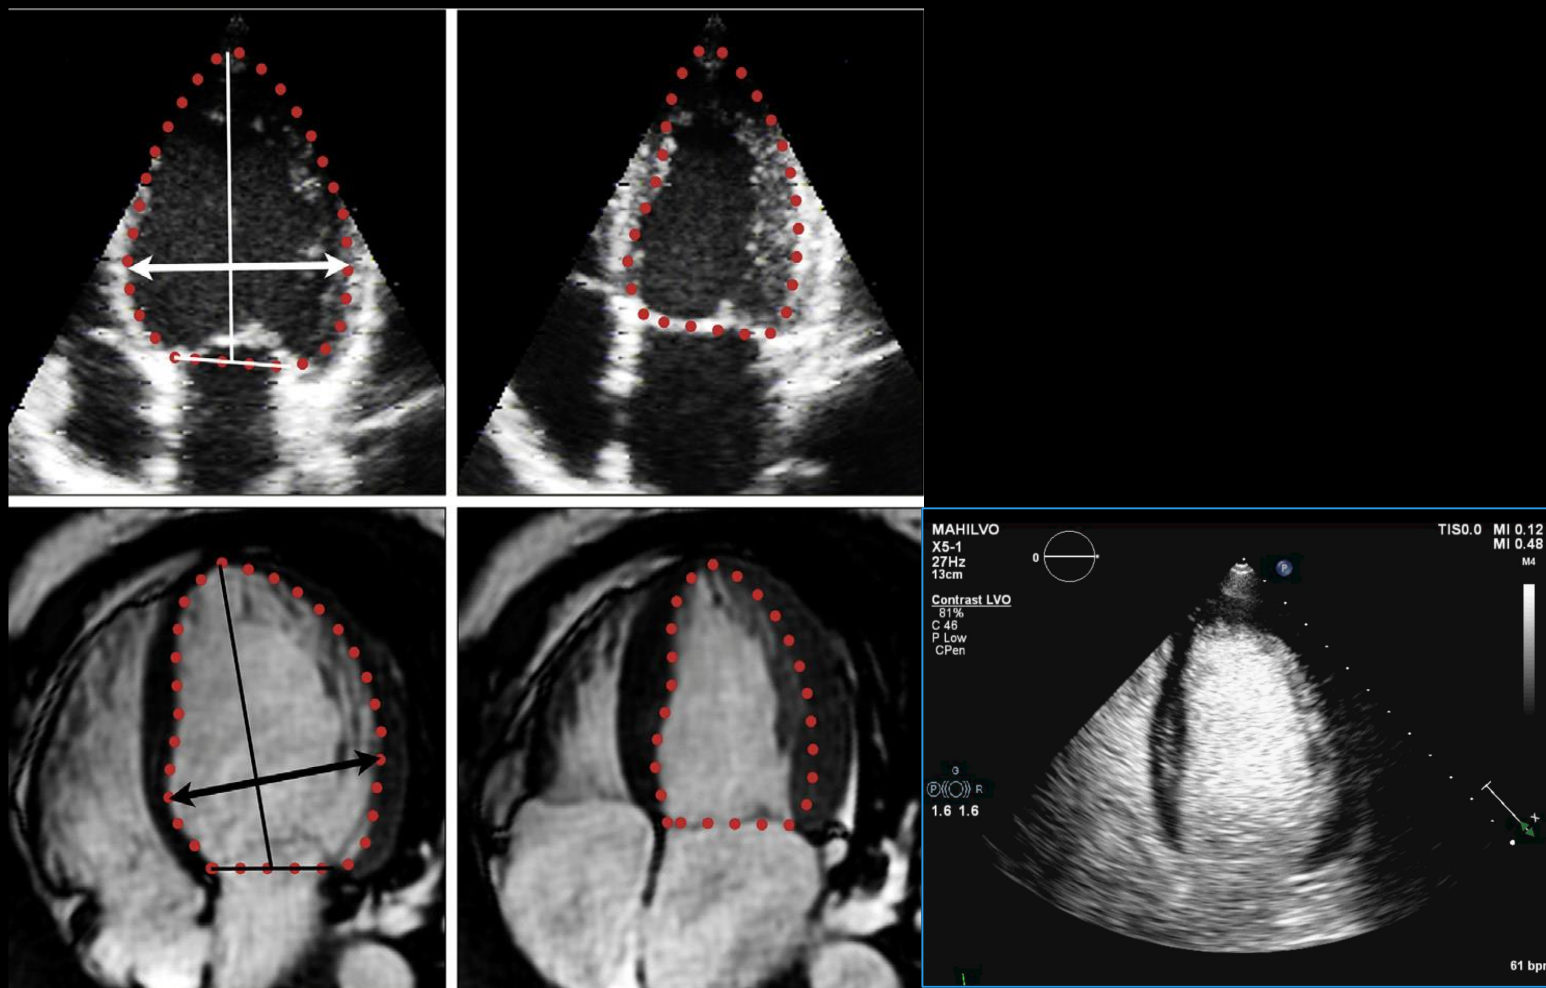 MAHILVO
X5-1
27Hz
13cm
0
TIS0.0 MI 0.12
MI 0.48
M4
P
Contrast LVO
81%
C 46
P Low
CPen
G
P R
1.6 1.6
61 bpm